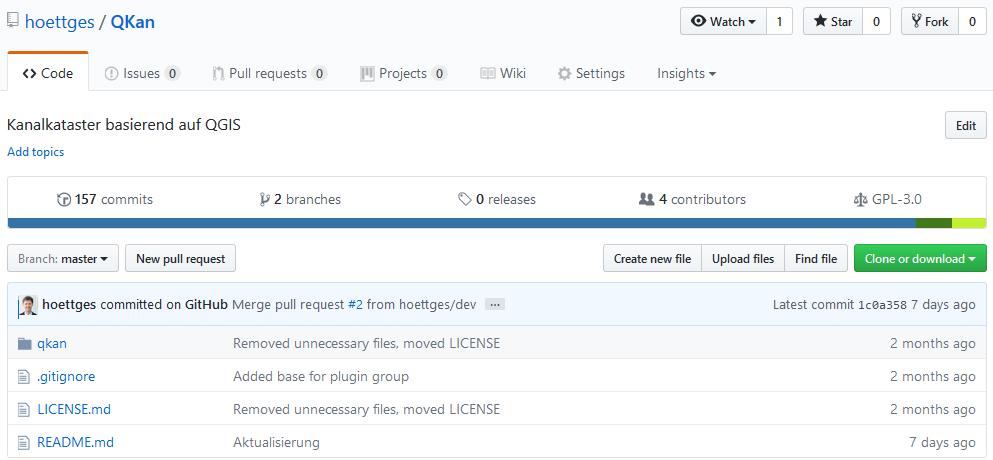 hoettges / QKan Watch 1 Star 0 Fork 0
Code Issues 0 Pull requests 0 Projects 0 Wiki Settings Insights
Kanalkataster basierend auf QGIS Edit
Add topics
157 commits 2 branches 0 releases 4 contributors GPL-3.0
Branch: master New pull request Create new file Upload files Find file Clone or download
hoettges committed on GitHub Merge pull request #2 from hoettges/dev ... Latest commit 1c0a358 7 days ago
qkan Removed unnecessary files, moved LICENSE 2 months ago
.gitignore Added base for plugin group 2 months ago
LICENSE.md Removed unnecessary files, moved LICENSE 2 months ago
README.md Aktualisierung 7 days ago